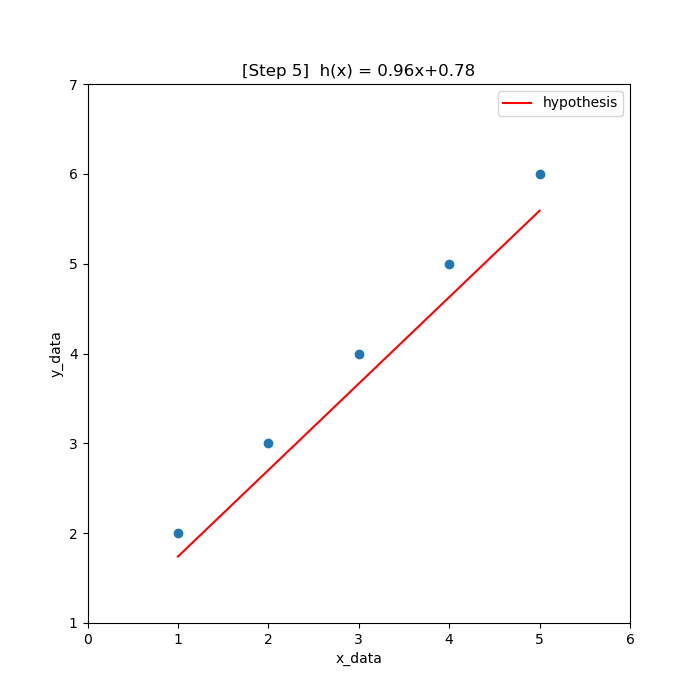 [Step 5]  h(x) = 0.96x+0.78
hypothesis
7
6
5
4
3
2
1
y_data
0 1 2 3 4 5 6
x_data